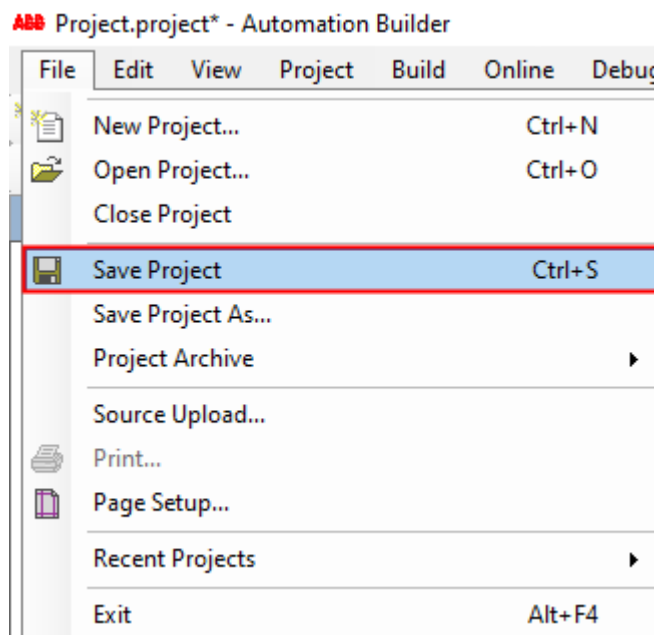 ABB Project.project* - Automation Builder
File Edit View Project Build Online Debug
New Project... Ctrl+N
Open Project... Ctrl+O
Close Project
Save Project Ctrl+S
Save Project As...
Project Archive
Source Upload...
Print...
Page Setup...
Recent Projects
Exit Alt+F4